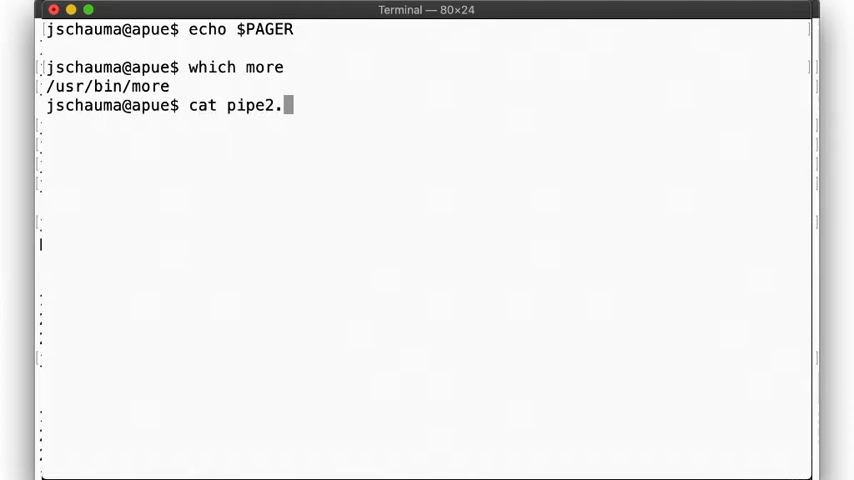 Terminal — 80×24
jschauma@apue$ echo $PAGER
jschauma@apue$ which more
/usr/bin/more
jschauma@apue$ cat pipe2.